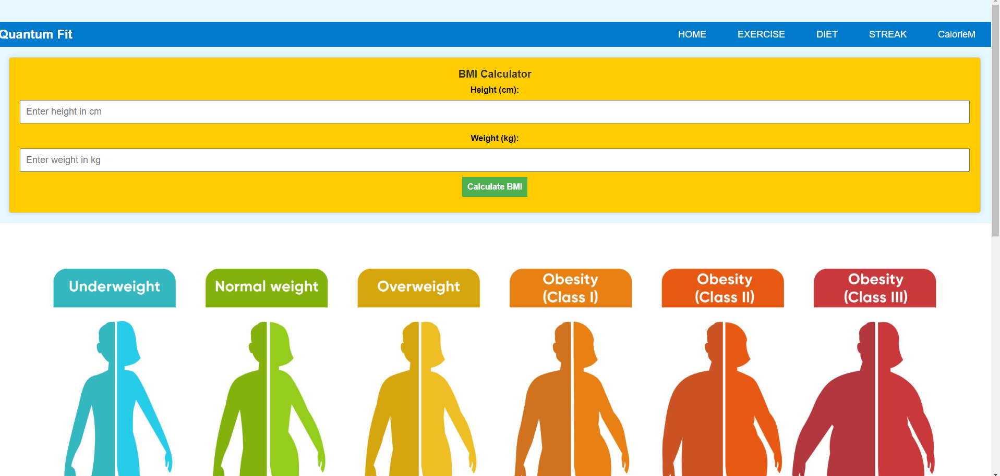 Quantum Fit
HOME EXERCISE DIET STREAK CalorieM
BMI Calculator
Height (cm):
Enter height in cm
Weight (kg):
Enter weight in kg
Calculate BMI
Underweight
Normal weight
Overweight
Obesity
(Class I)
Obesity
(Class II)
Obesity
(Class III)